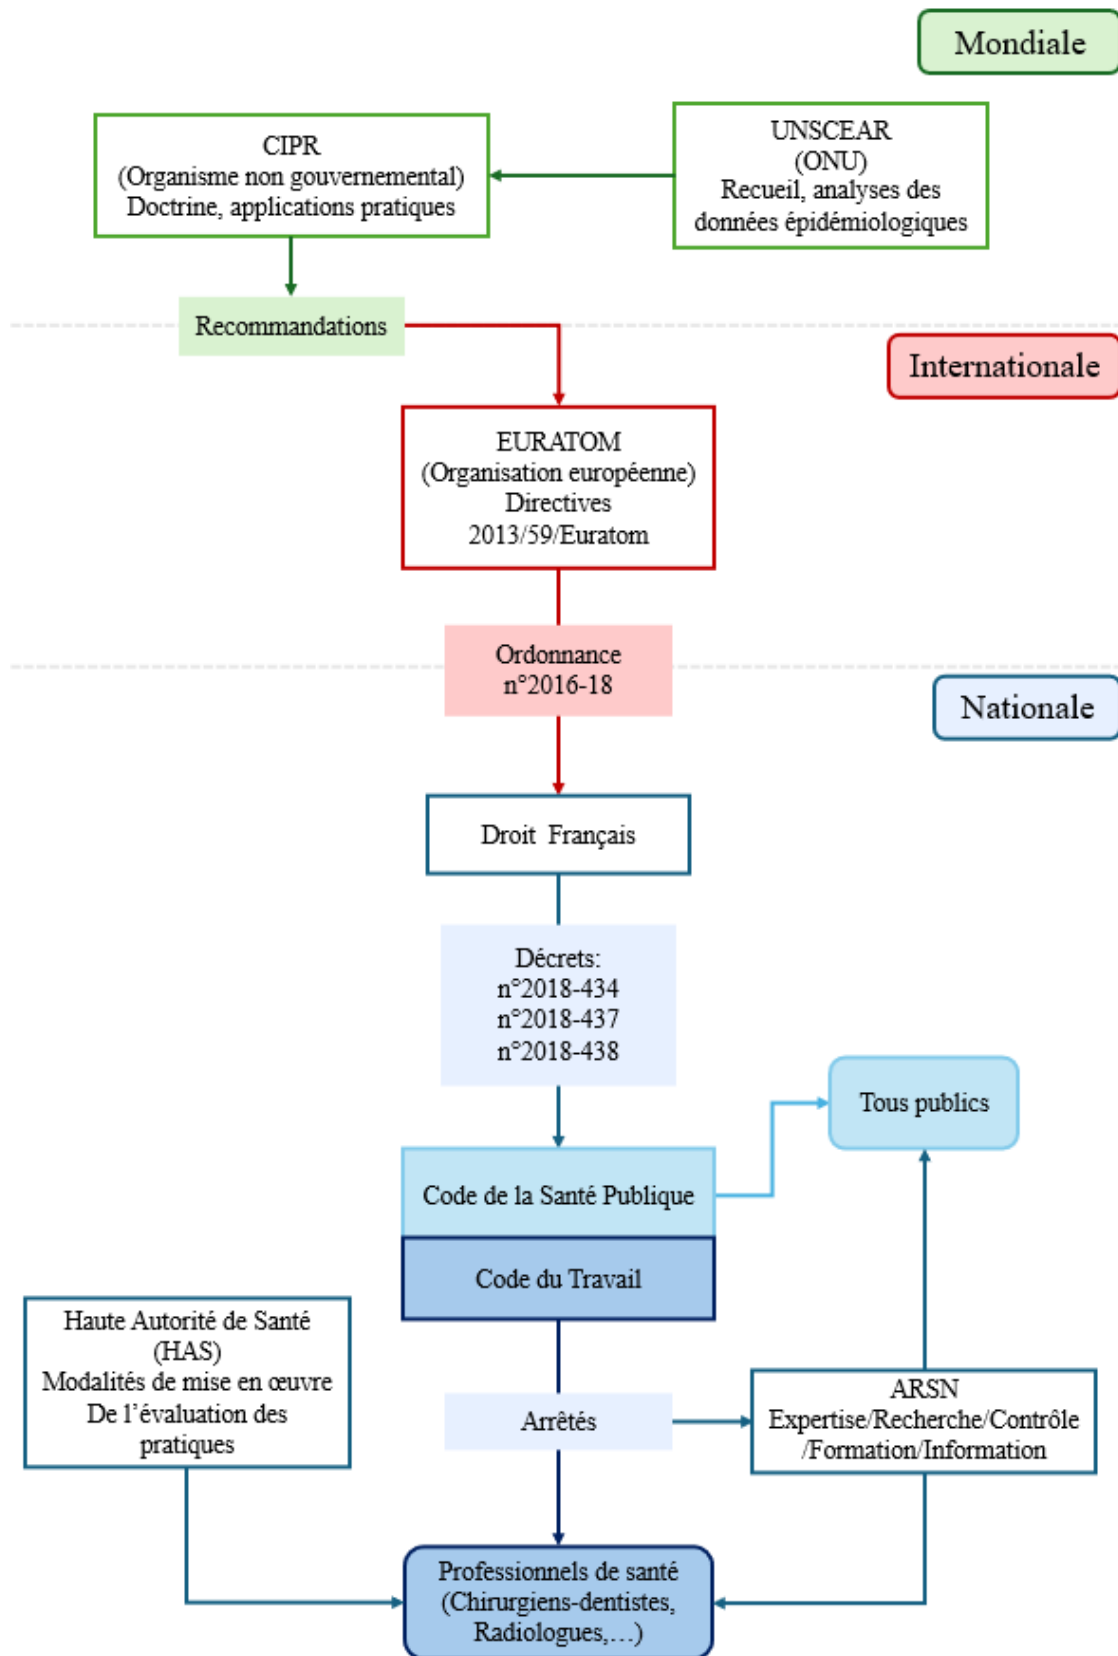 Mondiale
CIPR
(Organisme non gouvernemental)
Doctrine, applications pratiques
UNSCEAR
(ONU)
Recueil, analyses des
données épidémiologiques
Recommandations
Internationale
EURATOM
(Organisation européenne)
Directives
2013/59/Euratom
Ordonnance
n°2016-18
Nationale
Droit Français
Décrets:
n°2018-434
n°2018-437
n°2018-438
Tous publics
Code de la Santé Publique
Code du Travail
Haute Autorité de Santé
(HAS)
Modalités de mise en œuvre
De l’évaluation des
pratiques
Arrêtés
ARSN
Expertise/Recherche/Contrôle
/Formation/Information
Professionnels de santé
(Chirurgiens-dentistes,
Radiologues,…)